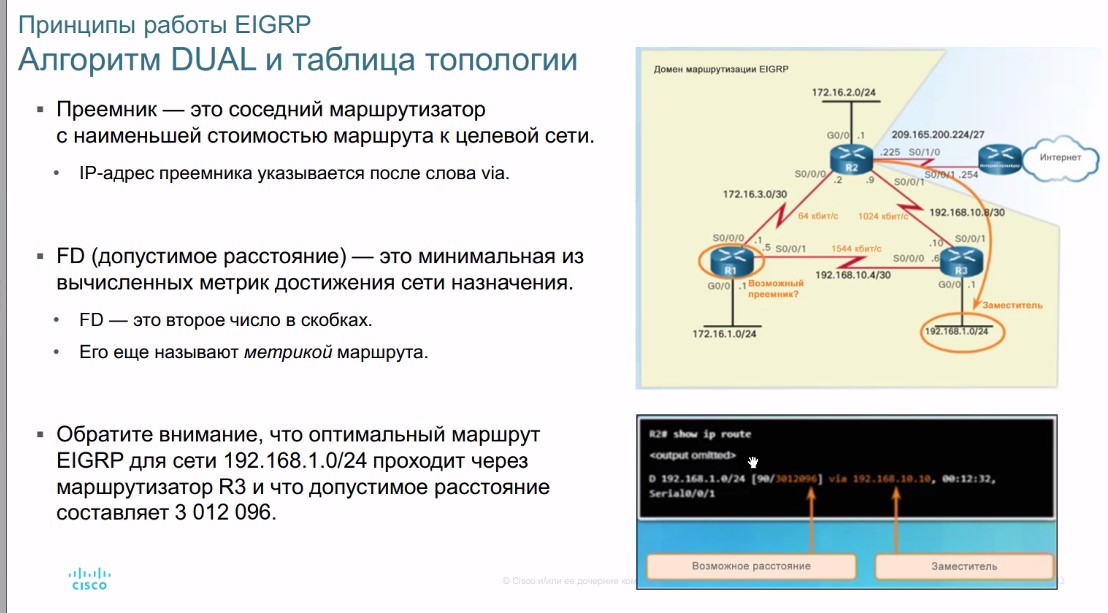 Принципы работы EIGRP
Алгоритм DUAL и таблица топологии
▪ Преемник — это соседний маршрутизатор
с наименьшей стоимостью маршрута к целевой сети.
• IP-адрес преемника указывается после слова via.
▪ FD (допустимое расстояние) — это минимальная из
вычисленных метрик достижения сети назначения.
• FD — это второе число в скобках.
• Его еще называют метрикой маршрута.
▪ Обратите внимание, что оптимальный маршрут
EIGRP для сети 192.168.1.0/24 проходит через
маршрутизатор R3 и что допустимое расстояние
составляет 3 012 096.
Домен маршрутизации EIGRP
172.16.2.0/24
G0/0 .1
209.165.200.224/27
.225 S0/1/0
Интернет
R2
S0/0/1 .254
S0/0/0
.2 .9
S0/0/1
172.16.3.0/30
64 кбит/с
1024 кбит/с
192.168.10.8/30
S0/0/0 .1
.5 S0/0/1
1544 кбит/с
.10 S0/0/1
S0/0/0 .6
R1
R3
192.168.10.4/30
G0/0 .1
Возможный
преемник?
G0/0 .1
Заместитель
172.16.1.0/24
192.168.1.0/24
R2# show ip route
<output omitted>
D 192.168.1.0/24 [90/3012096] via 192.168.10.10, 00:12:32,
Serial0/0/1
Возможное расстояние
Заместитель
CISCO
© Cisco и/или ее дочерние ком
3